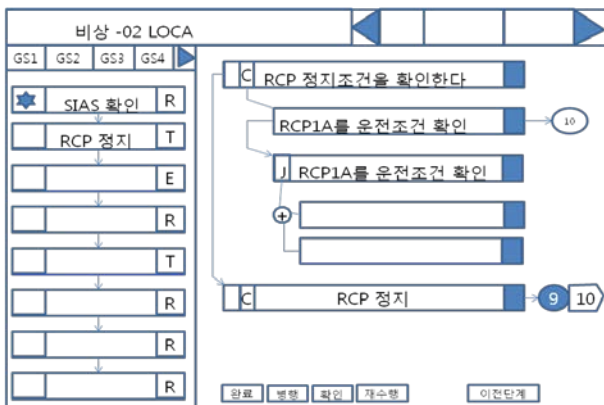 비상 -02 LOCA
GS1 GS2 GS3 GS4
SIAS 확인 R
RCP 정지 T
E
R
T
R
R
R
C RCP 정지조건을 확인한다
RCP1A를 운전조건 확인 10
J RCP1A를 운전조건 확인
+
C RCP 정지 9 10
완료 병행 확인 재수행 이전단계